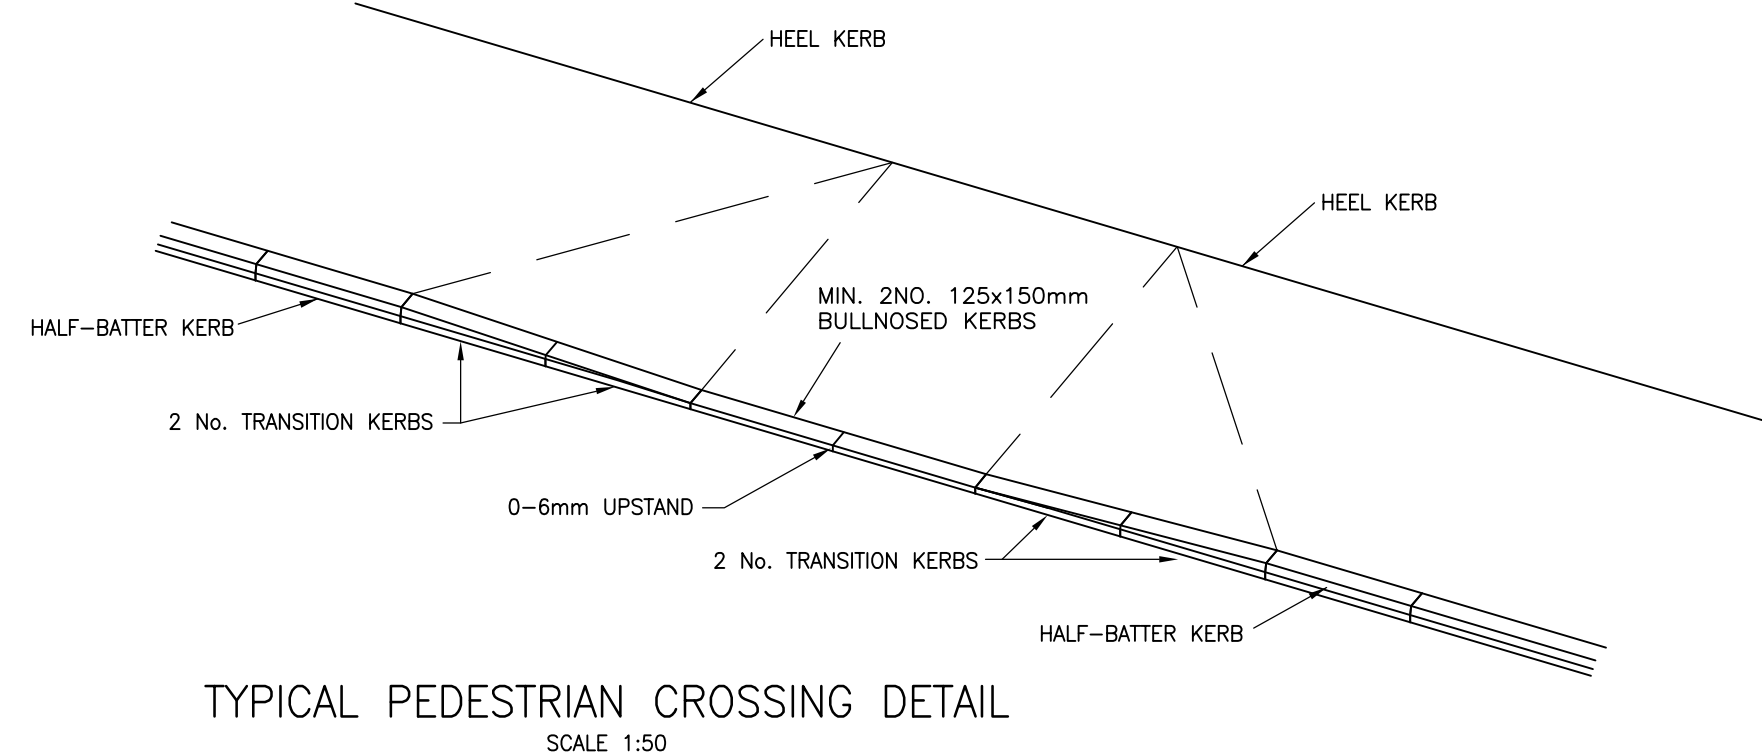 HEEL KERB
HEEL KERB
MIN. 2NO. 125x150mm
BULLNOSED KERBS
HALF-BATTER KERB
2 No. TRANSITION KERBS
0-6mm UPSTAND
2 No. TRANSITION KERBS
HALF-BATTER KERB
TYPICAL PEDESTRIAN CROSSING DETAIL
SCALE 1:50